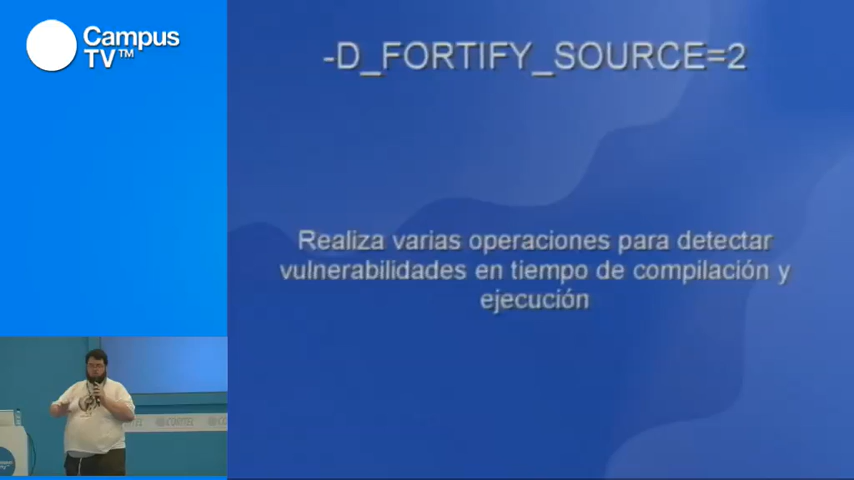 Campus
TV™
-D_FORTIFY_SOURCE=2
Realiza varias operaciones para detectar
vulnerabilidades en tiempo de compilación y
ejecución